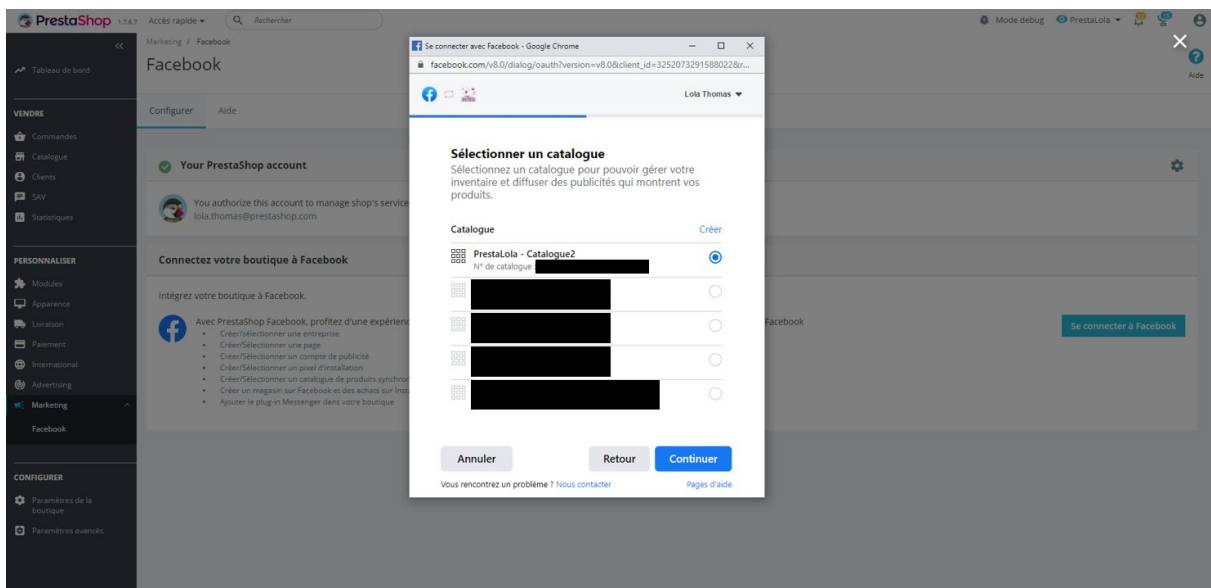 PrestaShop 1.7.6.7 Accès rapide Rechercher Mode debug PrestaLola
Tableau de bord
VENDRE
Commandes
Catalogue
Clients
SAV
Statistiques
PERSONNALISER
Modules
Apparence
Livraison
Paiement
International
Advertising
Marketing
Facebook
CONFIGURER
Paramètres de la
boutique
Paramètres avancés
Marketing / Facebook
Facebook
Aide
Configurer Aide
Your PrestaShop account
You authorize this account to manage shop's service
lola.thomas@prestashop.com
Connectez votre boutique à Facebook
Intégrez votre boutique à Facebook.
Avec PrestaShop Facebook, profitez d'une expérienc
Facebook
Créer/sélectionner une entreprise
Créer/Sélectionner une page
Créer/Sélectionner un compte de publicité
Créer/Sélectionner un pixel d'installation
Créer/Sélectionner un catalogue de produits synchron
Créer un magasin sur Facebook et des achats sur Inst
Ajouter le plug-in Messenger dans votre boutique
Se connecter à Facebook
Se connecter avec Facebook - Google Chrome
facebook.com/v8.0/dialog/oauth?version=v8.0&client_id=3252073291588022&r...
Lola Thomas
Sélectionner un catalogue
Sélectionnez un catalogue pour pouvoir gérer votre
inventaire et diffuser des publicités qui montrent vos
produits.
Catalogue Créer
PrestaLola - Catalogue2
N° de catalogue
Annuler Retour Continuer
Vous rencontrez un problème ? Nous contacter Pages d'aide